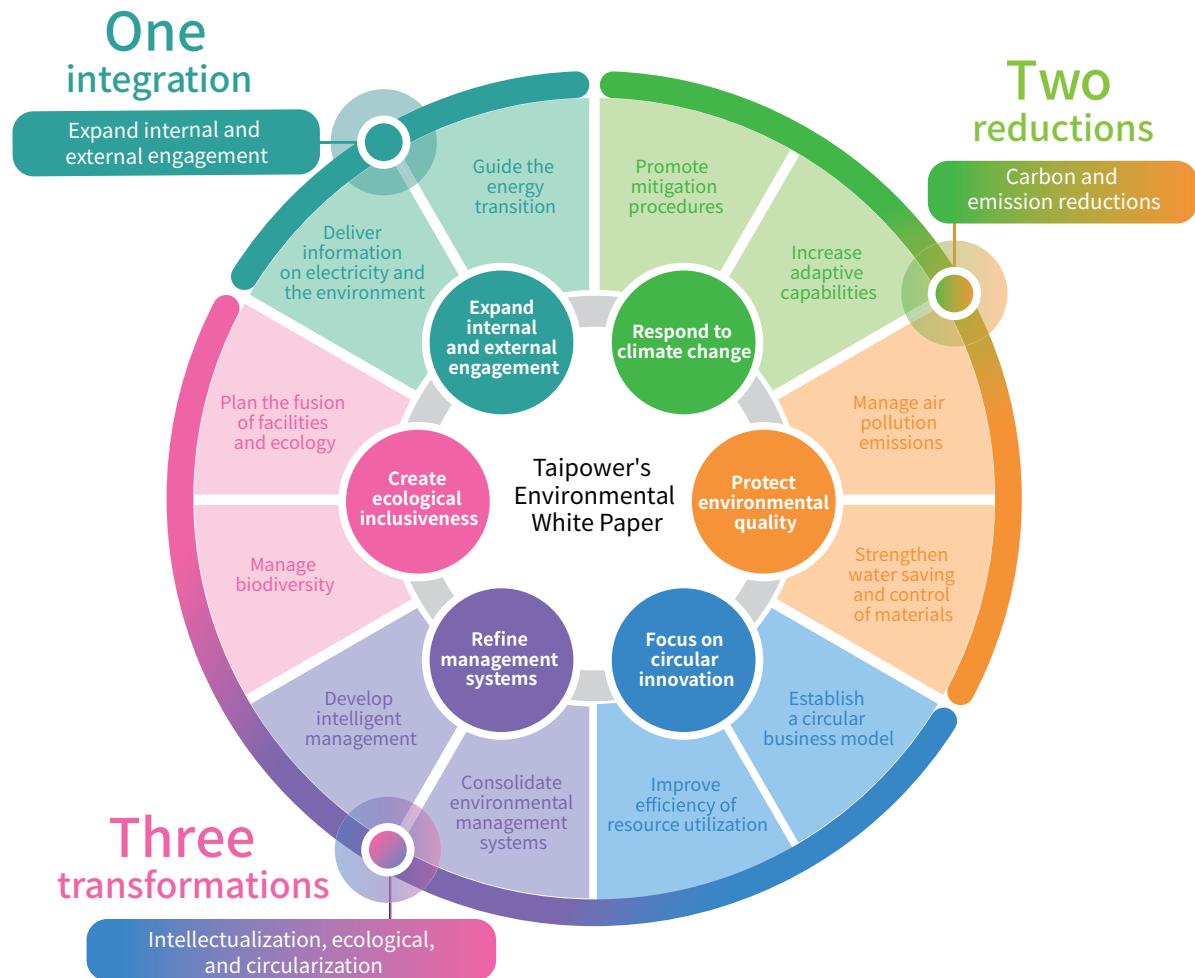 One
integration
Expand internal and
external engagement
Two
reductions
Carbon and
emission reductions
Guide the
energy
transition
Deliver
information
on electricity and
the environment
Promote
mitigation
procedures
Increase
adaptive
capabilities
Expand
internal
and external
engagement
Respond to
climate change
Plan the fusion
of facilities
and ecology
Manage air
pollution
emissions
Create
ecological
inclusiveness
Taipower's
Environmental
White Paper
Protect
environmental
quality
Manage
biodiversity
Strengthen
water saving
and control
of materials
Refine
management
systems
Focus on
circular
innovation
Develop
intelligent
management
Establish
a circular
business model
Consolidate
environmental
management
systems
Improve
efficiency of
resource utilization
Three
transformations
Intellectualization, ecological,
and circularization